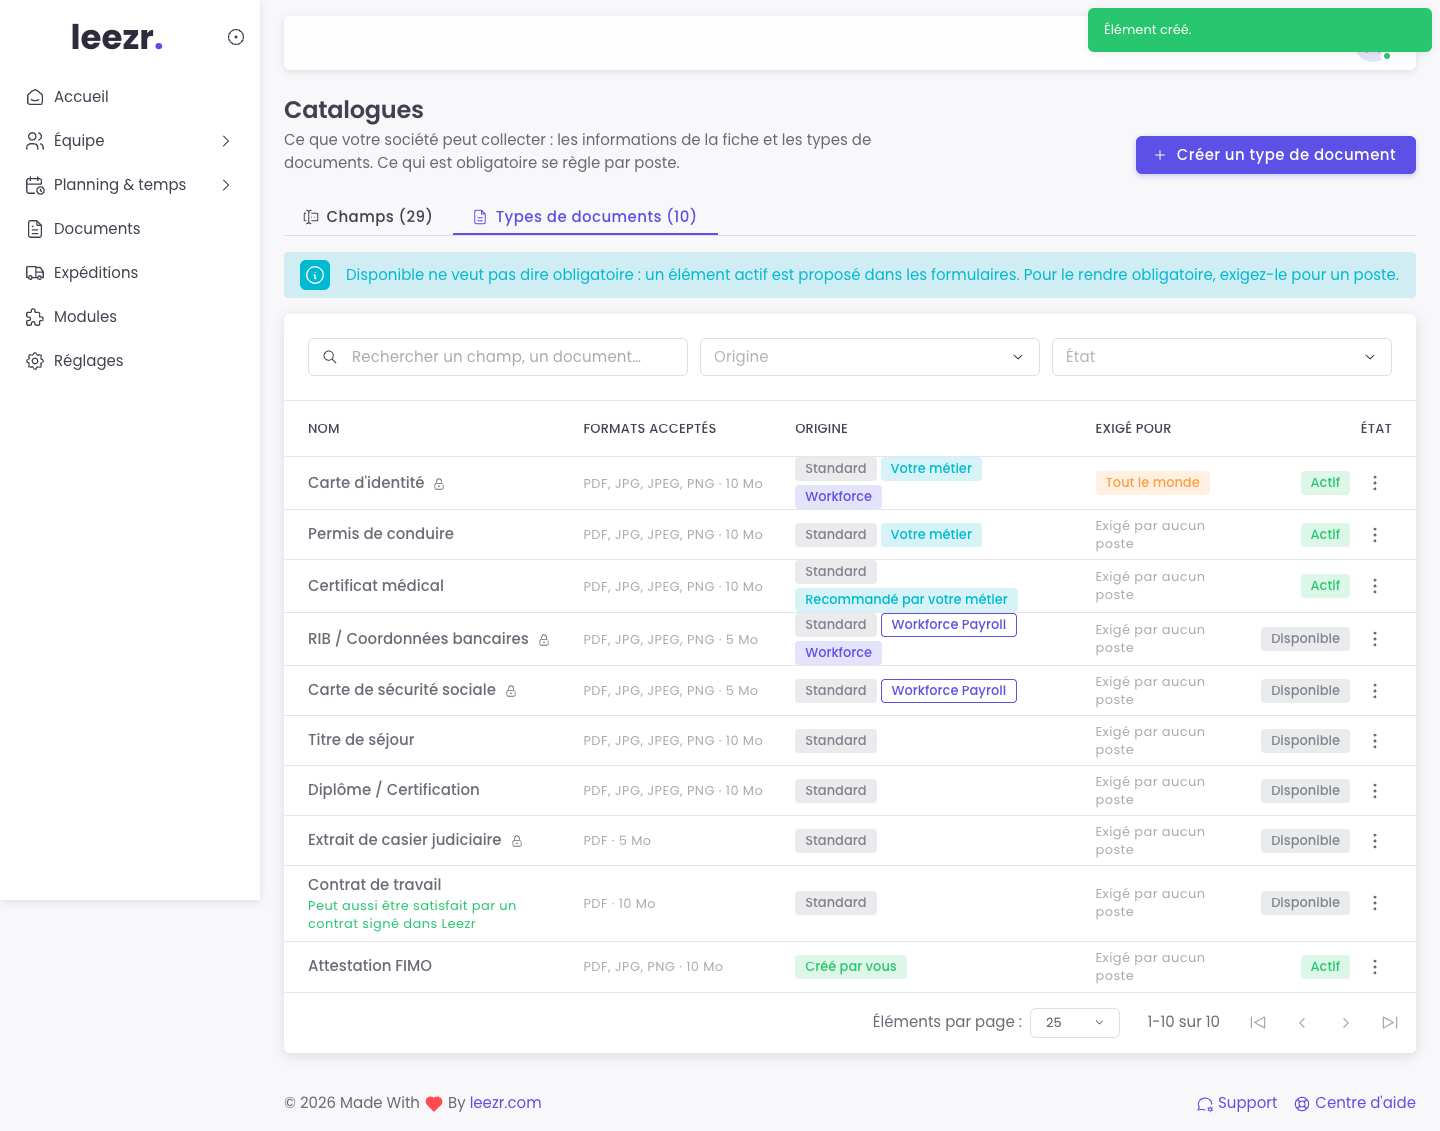 leezr.
Élément créé.
Accueil
Équipe
Planning & temps
Documents
Expéditions
Modules
Réglages
Catalogues
Ce que votre société peut collecter : les informations de la fiche et les types de
documents. Ce qui est obligatoire se règle par poste.
Créer un type de document
Champs (29)
Types de documents (10)
Disponible ne veut pas dire obligatoire : un élément actif est proposé dans les formulaires. Pour le rendre obligatoire, exigez-le pour un poste.
Rechercher un champ, un document...
Origine
État
NOM FORMATS ACCEPTÉS ORIGINE EXIGÉ POUR ÉTAT
Carte d'identité PDF, JPG, JPEG, PNG · 10 Mo Standard Votre métier Tout le monde Actif
Workforce
Permis de conduire PDF, JPG, JPEG, PNG · 10 Mo Standard Votre métier Exigé par aucun Actif
poste
Certificat médical PDF, JPG, JPEG, PNG · 10 Mo Standard Exigé par aucun Actif
Recommandé par votre métier poste
RIB / Coordonnées bancaires PDF, JPG, JPEG, PNG · 5 Mo Standard Workforce Payroll Exigé par aucun Disponible
Workforce poste
Carte de sécurité sociale PDF, JPG, JPEG, PNG · 5 Mo Standard Workforce Payroll Exigé par aucun Disponible
poste
Titre de séjour PDF, JPG, JPEG, PNG · 10 Mo Standard Exigé par aucun Disponible
poste
Diplôme / Certification PDF, JPG, JPEG, PNG · 10 Mo Standard Exigé par aucun Disponible
poste
Extrait de casier judiciaire PDF · 5 Mo Standard Exigé par aucun Disponible
poste
Contrat de travail PDF · 10 Mo Standard Exigé par aucun Disponible
Peut aussi être satisfait par un poste
contrat signé dans Leezr
Attestation FIMO PDF, JPG, PNG · 10 Mo Créé par vous Exigé par aucun Actif
poste
Éléments par page : 25 1-10 sur 10
© 2026 Made With By leezr.com
Support Centre d'aide